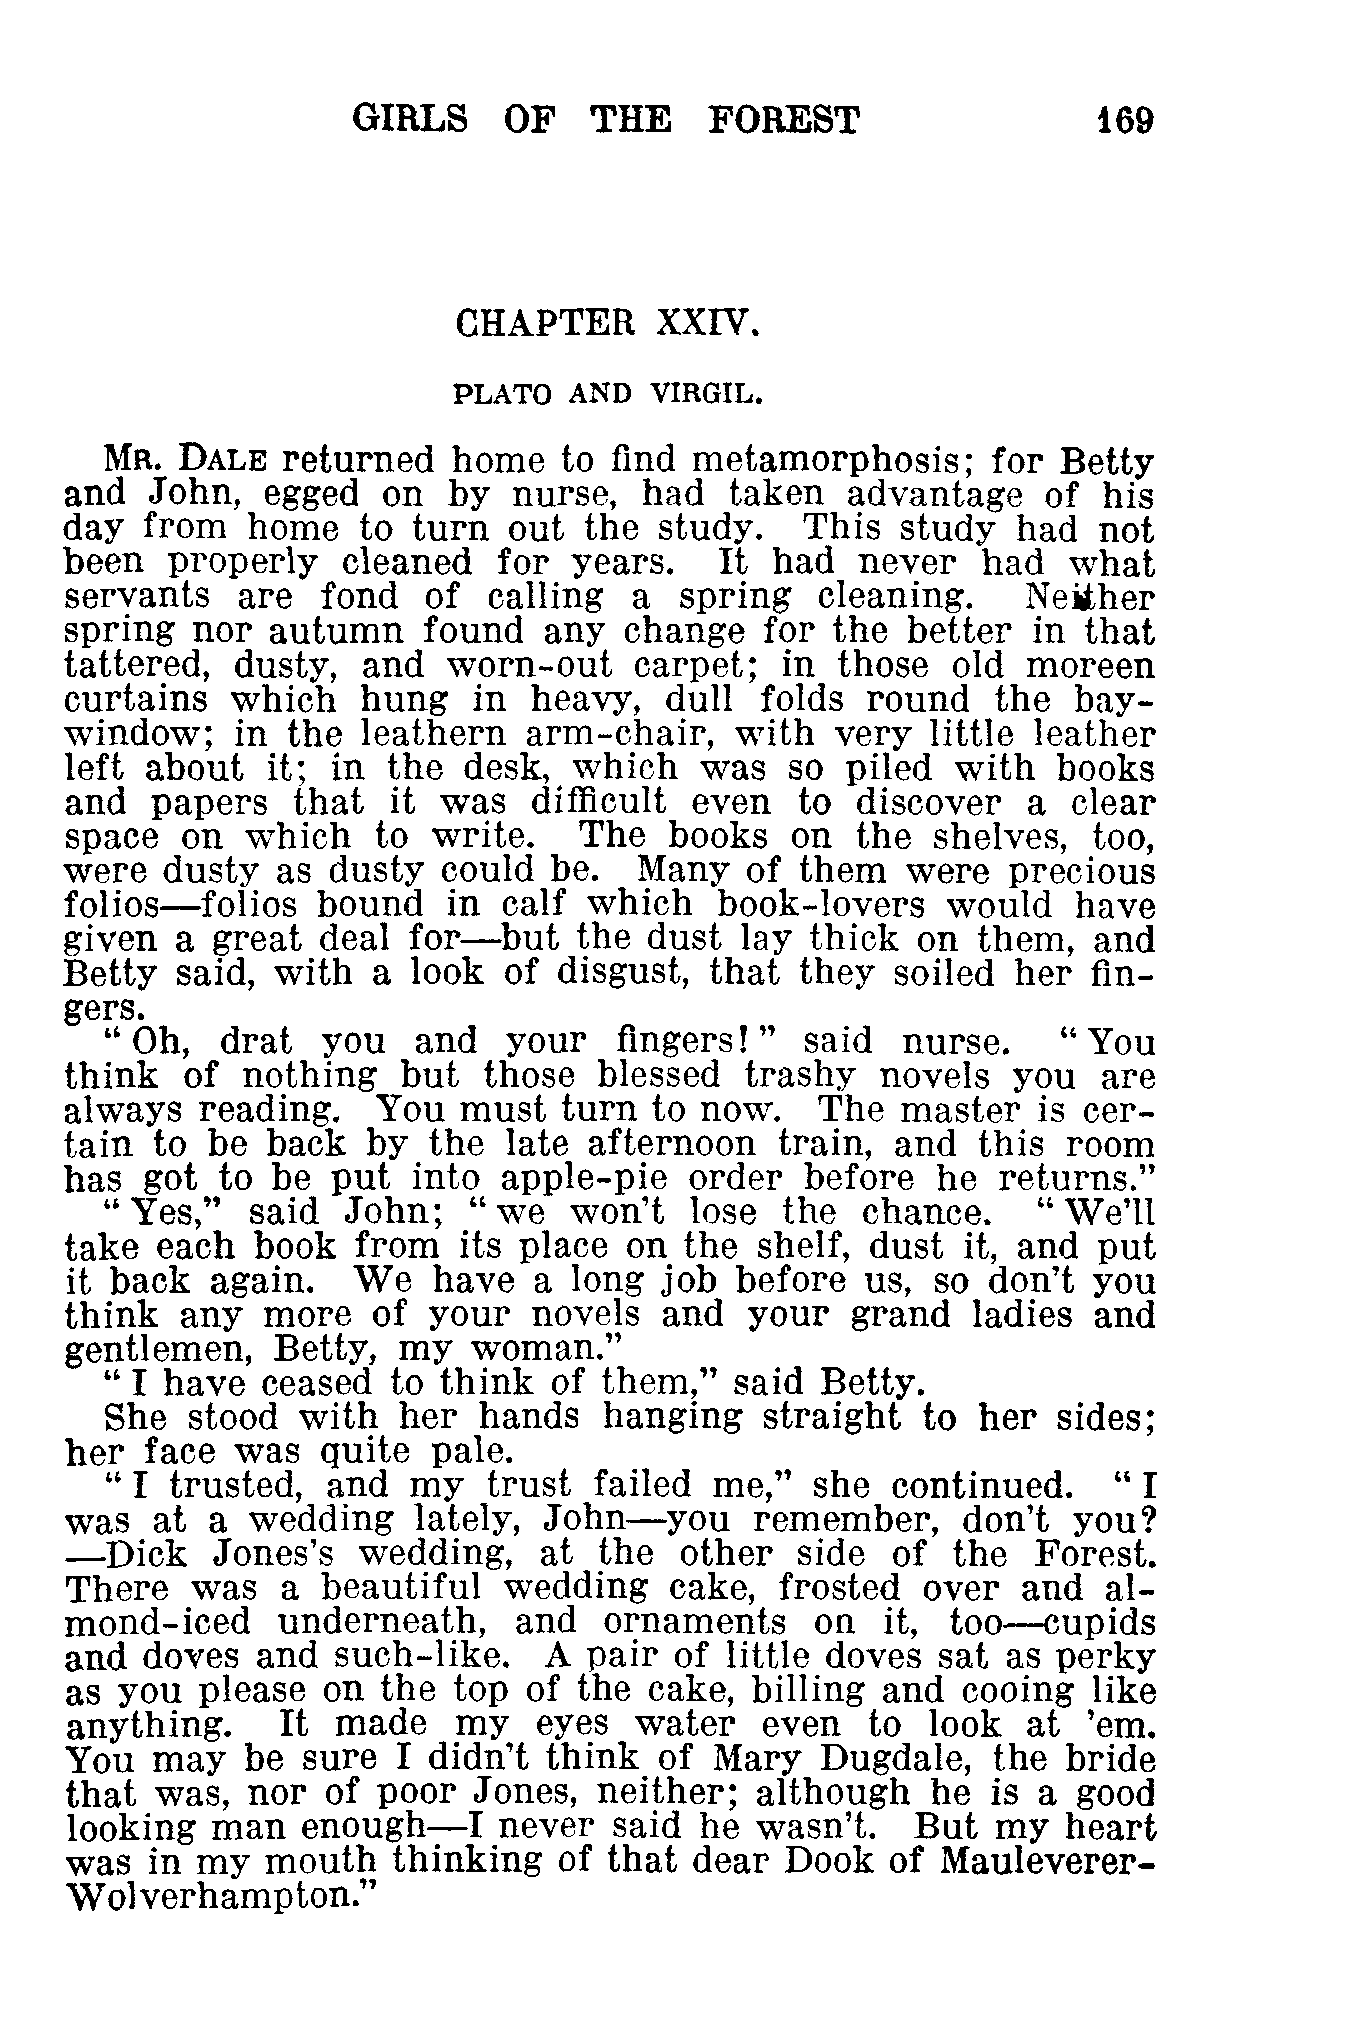 GIRLS OF THE FOREST 169
CHAPTER XXIV.
PLATO AND VIRGIL.
MR. DALE returned home to find metamorphosis; for Betty
and John, egged on by nurse, had taken advantage of his
day from home to turn out the study. This study had not
been properly cleaned for years. It had never had what
servants are fond of calling a spring cleaning. Neither
spring nor autumn found any change for the better in that
tattered, dusty, and worn-out carpet; in those old moreen
curtains which hung in heavy, dull folds round the bay-
window; in the leathern arm-chair, with very little leather
left about it; in the desk, which was so piled with books
and papers that it was difficult even to discover a clear
space on which to write. The books on the shelves, too,
were dusty as dusty could be. Many of them were precious
folios—folios bound in calf which book-lovers would have
given a great deal for—but the dust lay thick on them, and
Betty said, with a look of disgust, that they soiled her fin-
gers.
“Oh, drat you and your fingers!” said nurse. “You
think of nothing but those blessed trashy novels you are
always reading. You must turn to now. The master is cer-
tain to be back by the late afternoon train, and this room
has got to be put into apple-pie order before he returns.”
“Yes,” said John; “we won't lose the chance. “We'll
take each book from its place on the shelf, dust it, and put
it back again. We have a long job before us, so don't you
think any more of your novels and your grand ladies and
gentlemen, Betty, my woman.”
“I have ceased to think of them,” said Betty.
She stood with her hands hanging straight to her sides;
her face was quite pale.
“I trusted, and my trust failed me,” she continued. “I
was at a wedding lately, John—you remember, don't you?
—Dick Jones's wedding, at the other side of the Forest.
There was a beautiful wedding cake, frosted over and al-
mond-iced underneath, and ornaments on it, too—cupids
and doves and such-like. A pair of little doves sat as perky
as you please on the top of the cake, billing and cooing like
anything. It made my eyes water even to look at 'em.
You may be sure I didn't think of Mary Dugdale, the bride
that was, nor of poor Jones, neither; although he is a good
looking man enough—I never said he wasn't. But my heart
was in my mouth thinking of that dear Dook of Mauleverer-
Wolverhampton.”